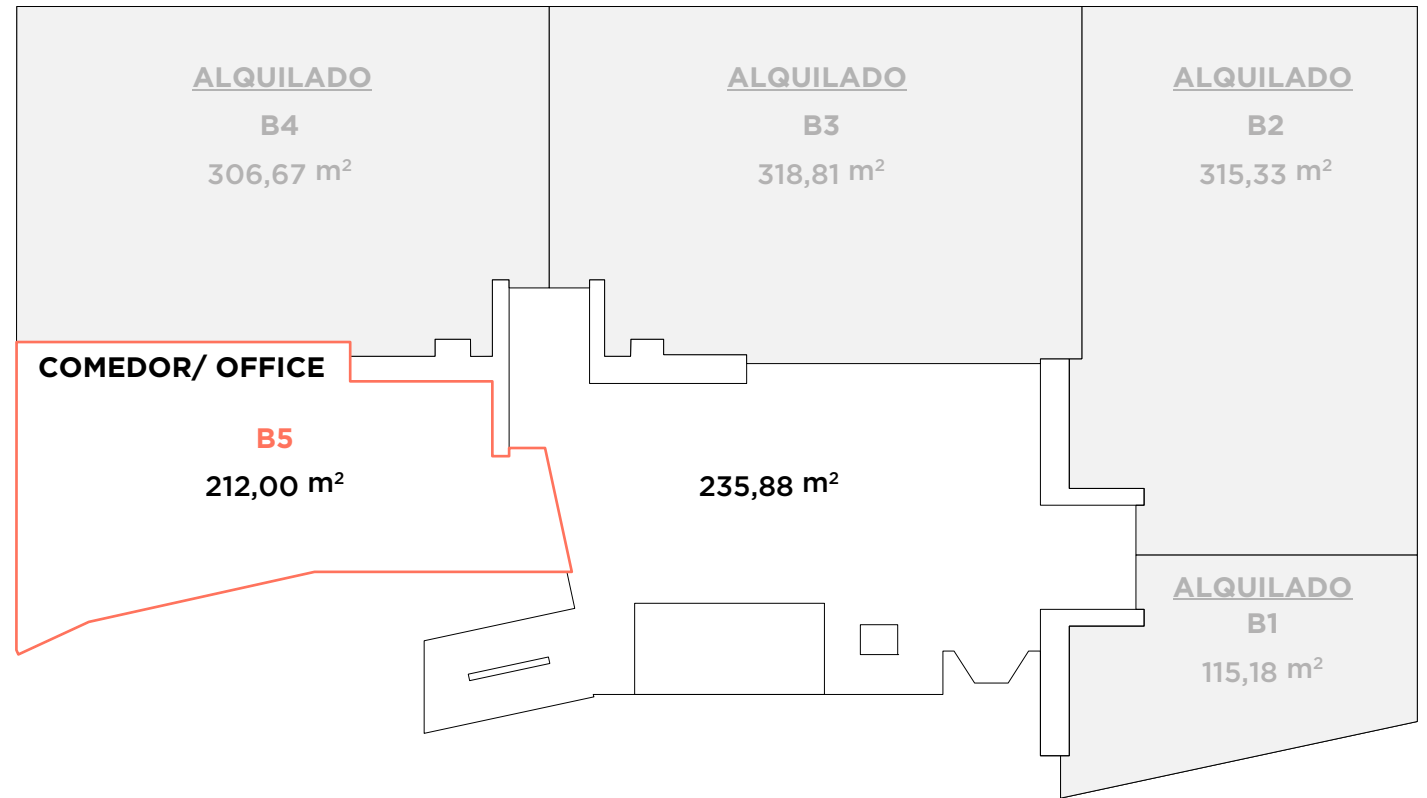 ALQUILADO
B4
306,67 m²
ALQUILADO
B3
318,81 m²
ALQUILADO
B2
315,33 m²
COMEDOR/ OFFICE
B5
212,00 m²
235,88 m²
ALQUILADO
B1
115,18 m²